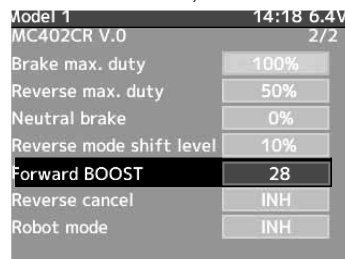 Model 1 14:18 6.4V
MC402CR V.0 2/2
Brake max. duty 100%
Reverse max. duty 50%
Neutral brake 0%
Reverse mode shift level 10%
Forward BOOST 28
Reverse cancel INH
Robot mode INH